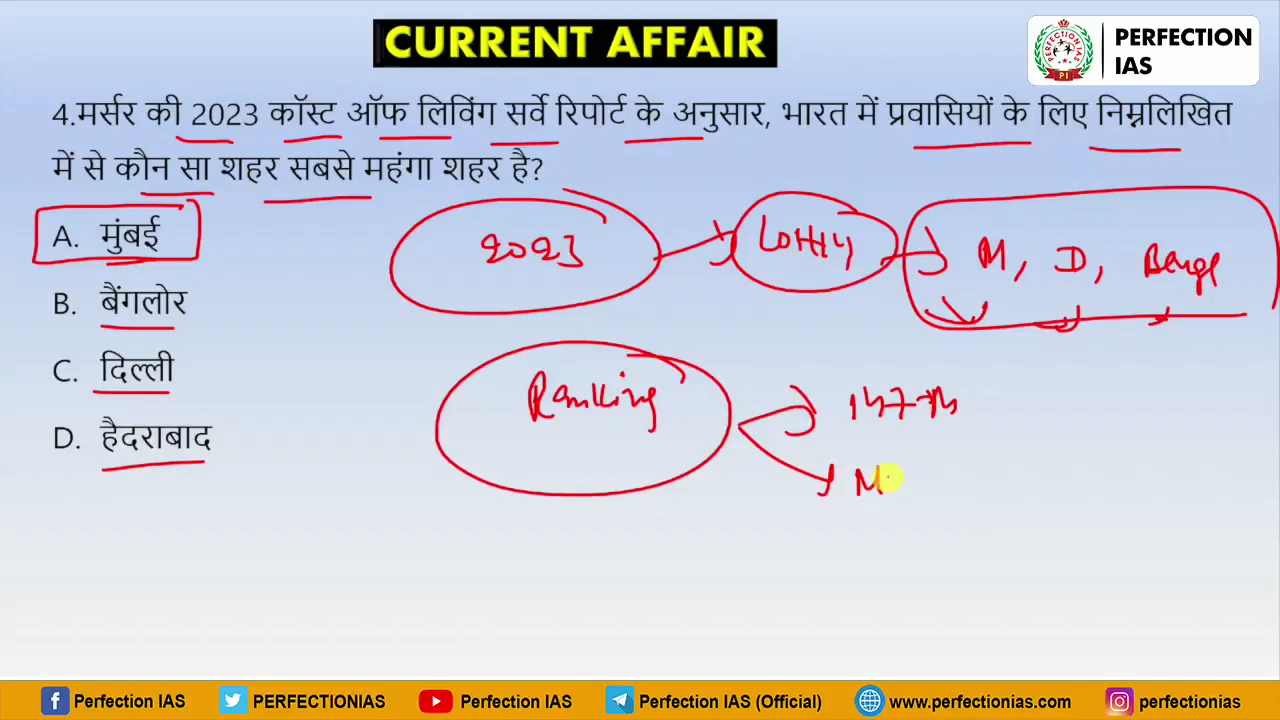 CURRENT AFFAIR
PERFECTION
IAS
4.मर्सर की 2023 कॉस्ट ऑफ लिविंग सर्वे रिपोर्ट के अनुसार, भारत में प्रवासियों के लिए निम्नलिखित
में से कौन सा शहर सबसे महंगा शहर है?
A. मुंबई
B. बैंगलोर
C. दिल्ली
D. हैदराबाद
2023
M, D,
Ranking
147
M
Perfection IAS
PERFECTIONIAS
Perfection IAS
Perfection IAS (Official)
www.perfectionias.com
perfectionias